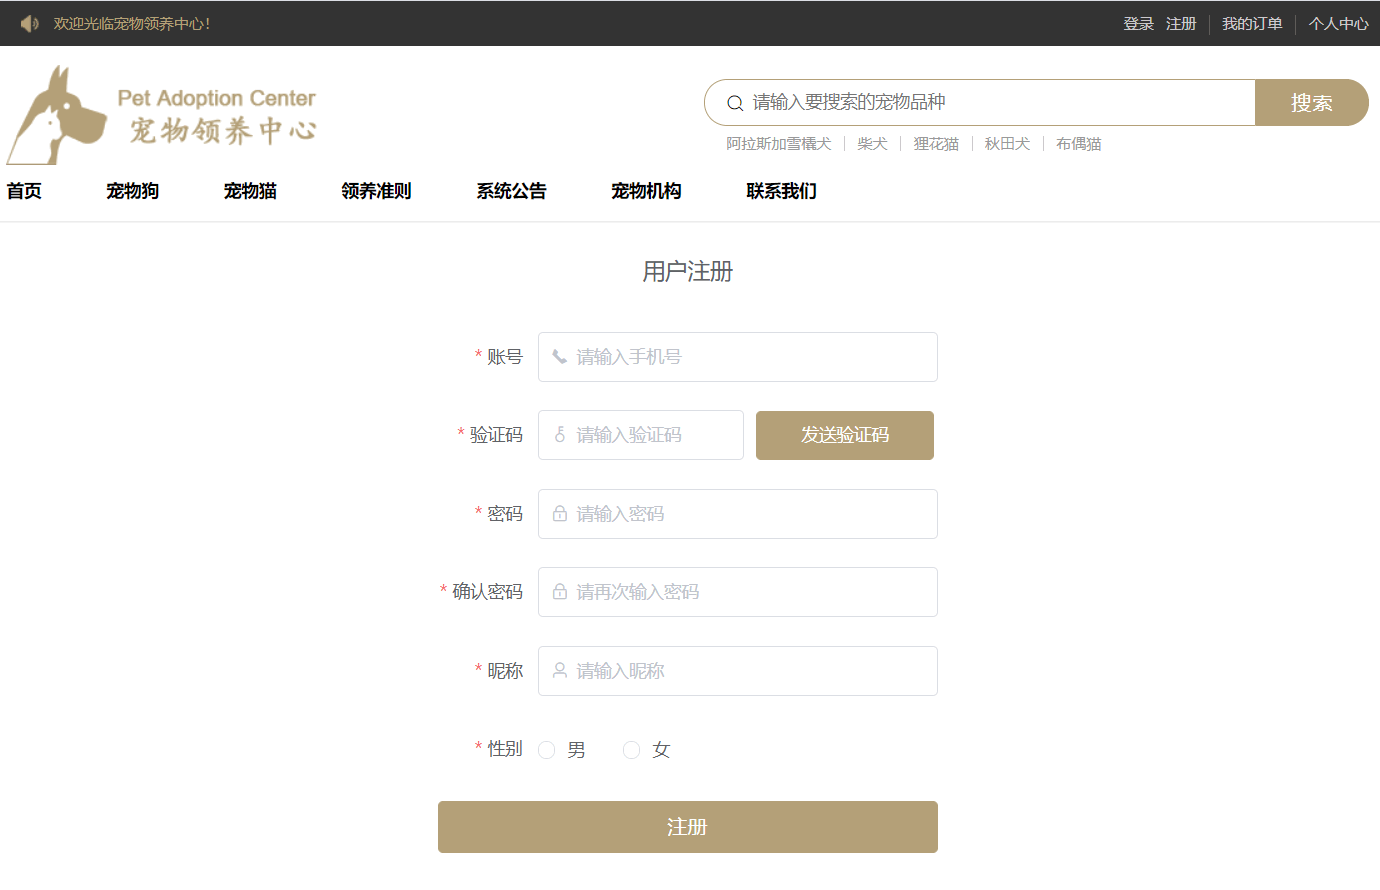 欢迎光临宠物领养中心！
登录 注册 我的订单 个人中心
Pet Adoption Center
宠物领养中心
请输入要搜索的宠物品种
搜索
阿拉斯加雪橇犬 柴犬 狸花猫 秋田犬 布偶猫
首页 宠物狗 宠物猫 领养准则 系统公告 宠物机构 联系我们
用户注册
* 账号 请输入手机号
* 验证码 请输入验证码 发送验证码
* 密码 请输入密码
* 确认密码 请再次输入密码
* 昵称 请输入昵称
* 性别 男 女
注册